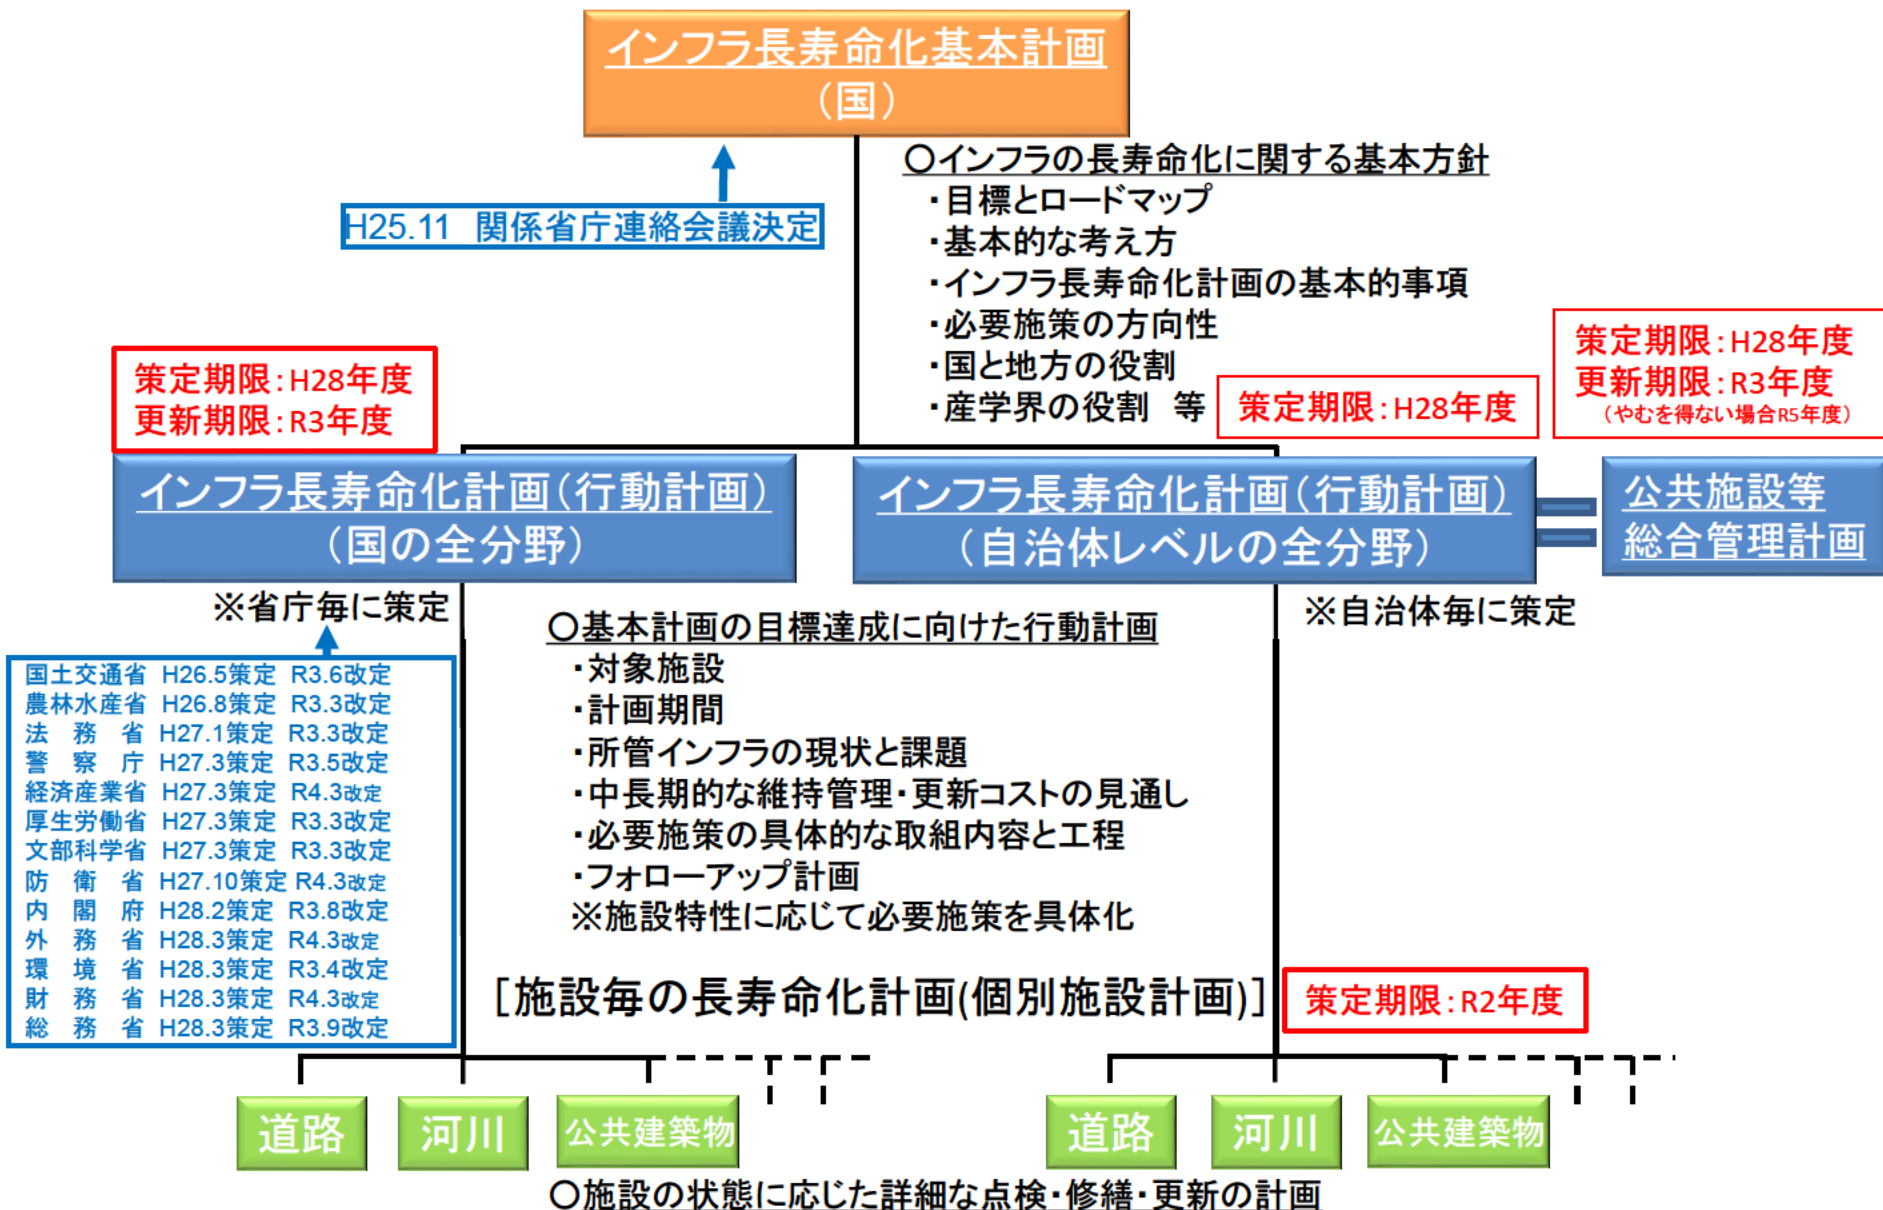 インフラ長寿命化基本計画
（国）
H25.11　関係省庁連絡会議決定
〇インフラの長寿命化に関する基本方針
・目標とロードマップ
・基本的な考え方
・インフラ長寿命化計画の基本的事項
・必要施策の方向性
・国と地方の役割
・産学界の役割　等
策定期限：H28年度
更新期限：R3年度
策定期限：H28年度
策定期限：H28年度
更新期限：R3年度
（やむを得ない場合R5年度）
インフラ長寿命化計画（行動計画）
（国の全分野）
インフラ長寿命化計画（行動計画）
（自治体レベルの全分野）
公共施設等
総合管理計画
※省庁毎に策定
※自治体毎に策定
国土交通省　H26.5策定　R3.6改定
農林水産省　H26.8策定　R3.3改定
法　務　省　H27.1策定　R3.3改定
警　察　庁　H27.3策定　R3.5改定
経済産業省　H27.3策定　R4.3改定
厚生労働省　H27.3策定　R3.3改定
文部科学省　H27.3策定　R3.3改定
防　衛　省　H27.10策定 R4.3改定
内　閣　府　H28.2策定　R3.8改定
外　務　省　H28.3策定　R4.3改定
環　境　省　H28.3策定　R3.4改定
財　務　省　H28.3策定　R4.3改定
総　務　省　H28.3策定　R3.9改定
〇基本計画の目標達成に向けた行動計画
・対象施設
・計画期間
・所管インフラの現状と課題
・中長期的な維持管理・更新コストの見通し
・必要施策の具体的な取組内容と工程
・フォローアップ計画
※施設特性に応じて必要施策を具体化
［施設毎の長寿命化計画(個別施設計画)］
策定期限：R2年度
道路
河川
公共建築物
道路
河川
公共建築物
〇施設の状態に応じた詳細な点検・修繕・更新の計画